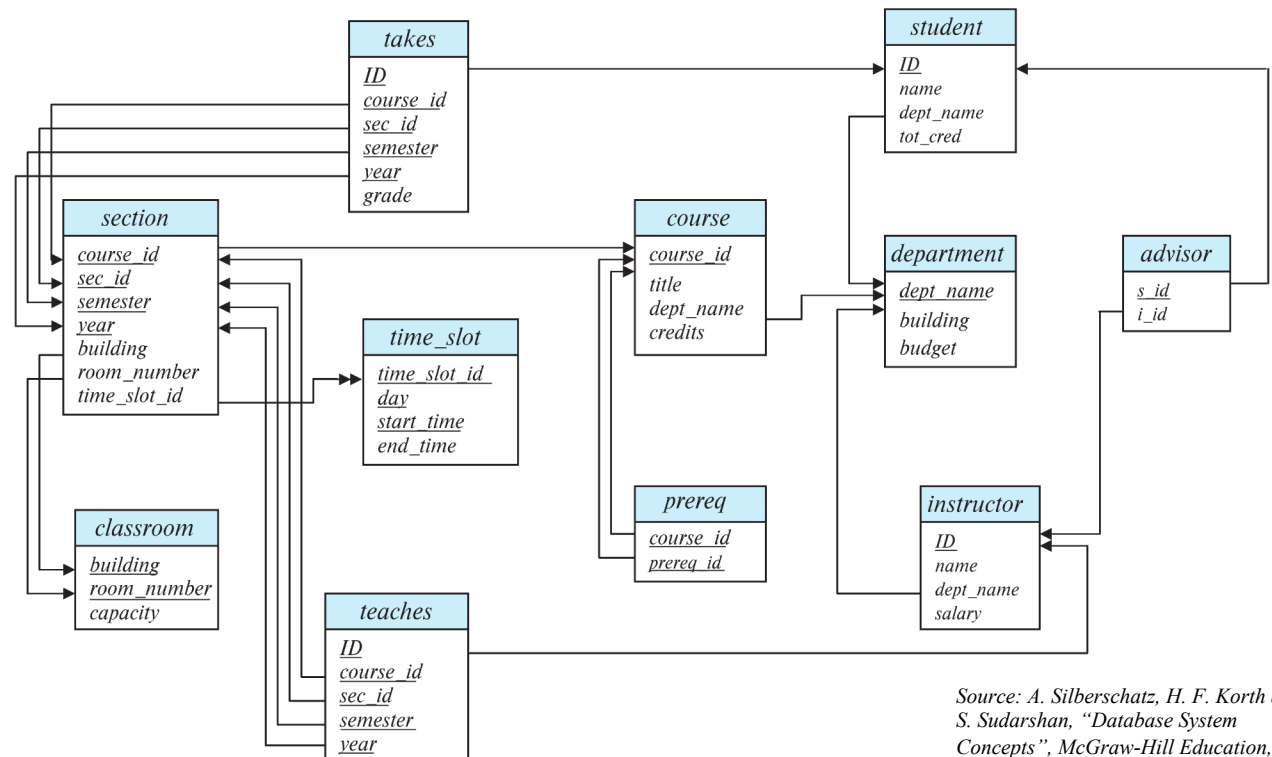 takes
ID
course_id
sec_id
semester
year
grade
student
ID
name
dept_name
tot_cred
section
course_id
sec_id
semester
year
building
room_number
time_slot_id
course
course_id
title
dept_name
credits
department
dept_name
building
budget
advisor
s_id
i_id
time_slot
time_slot_id
day
start_time
end_time
prereq
course_id
prereq_id
instructor
ID
name
dept_name
salary
classroom
building
room_number
capacity
teaches
ID
course_id
sec_id
semester
year
Source: A. Silberschatz, H. F. Korth
S. Sudarshan, “Database System
Concepts”, McGraw-Hill Education,